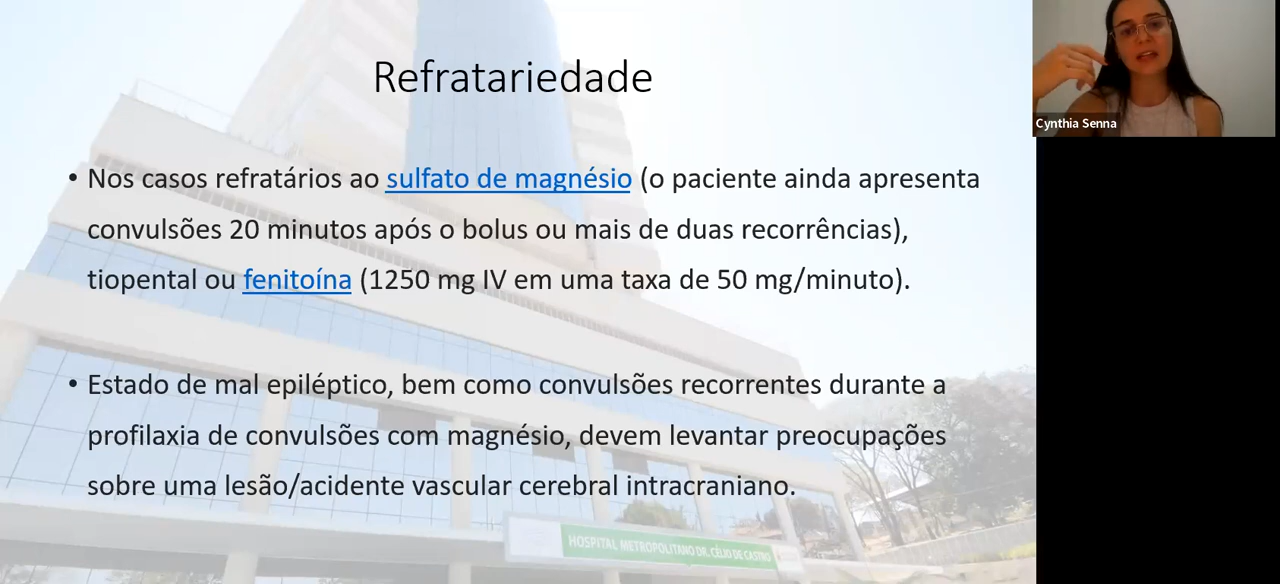 Refratariedade
• Nos casos refratários ao sulfato de magnésio (o paciente ainda apresenta
convulsões 20 minutos após o bolus ou mais de duas recorrências),
tiopental ou fenitoína (1250 mg IV em uma taxa de 50 mg/minuto).
• Estado de mal epiléptico, bem como convulsões recorrentes durante a
profilaxia de convulsões com magnésio, devem levantar preocupações
sobre uma lesão/acidente vascular cerebral intracraniano.
HOSPITAL METROPOLITANO DR. CÉLIO DE CASTRO
Cynthia Senna